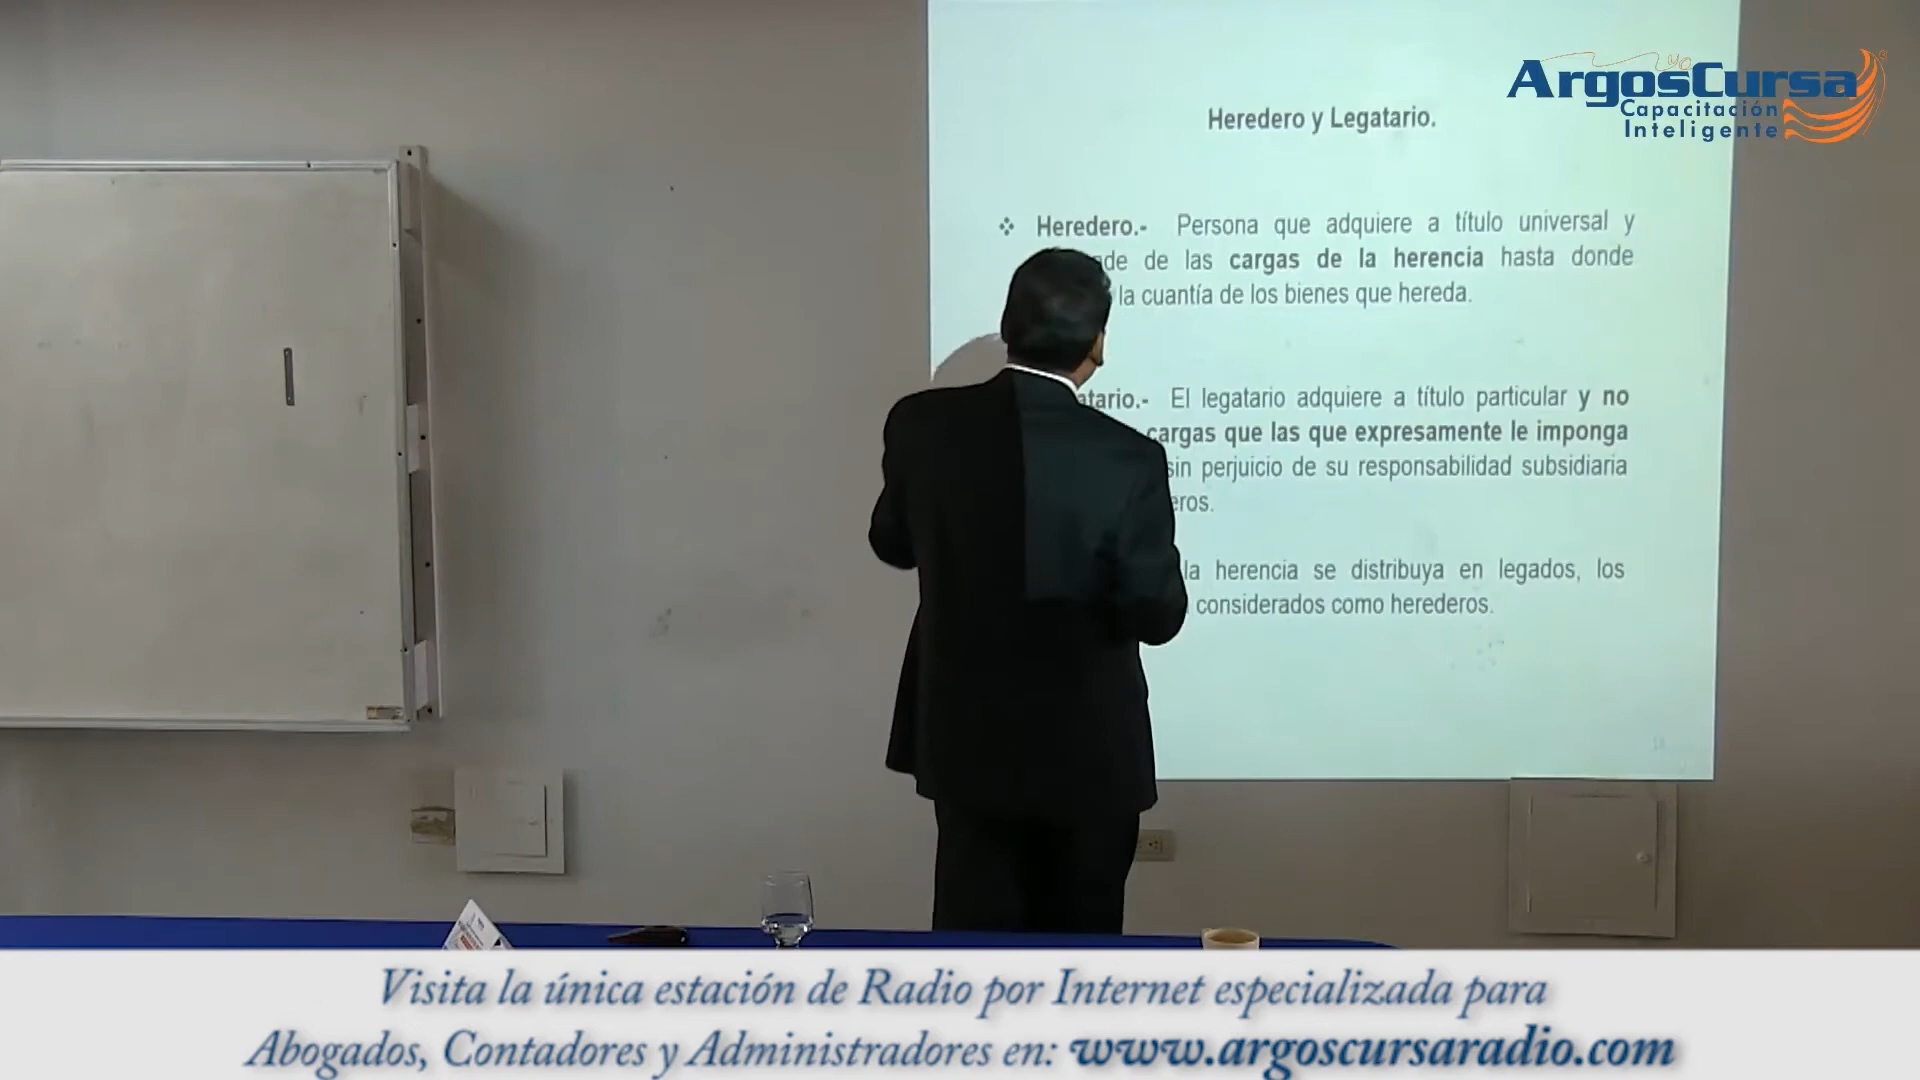 ArgosCursa
Capacitación
Inteligente
Heredero y Legatario.
❖ Heredero.- Persona que adquiere a título universal y
de las cargas de la herencia hasta donde
la cuantía de los bienes que hereda.
El legatario adquiere a título particular y no
cargas que las que expresamente le imponga
sin perjuicio de su responsabilidad subsidiaria
la herencia se distribuya en legados, los
considerados como herederos.
18
Visita la única estación de Radio por Internet especializada para
Abogados, Contadores y Administradores en: www.argoscursaradio.com